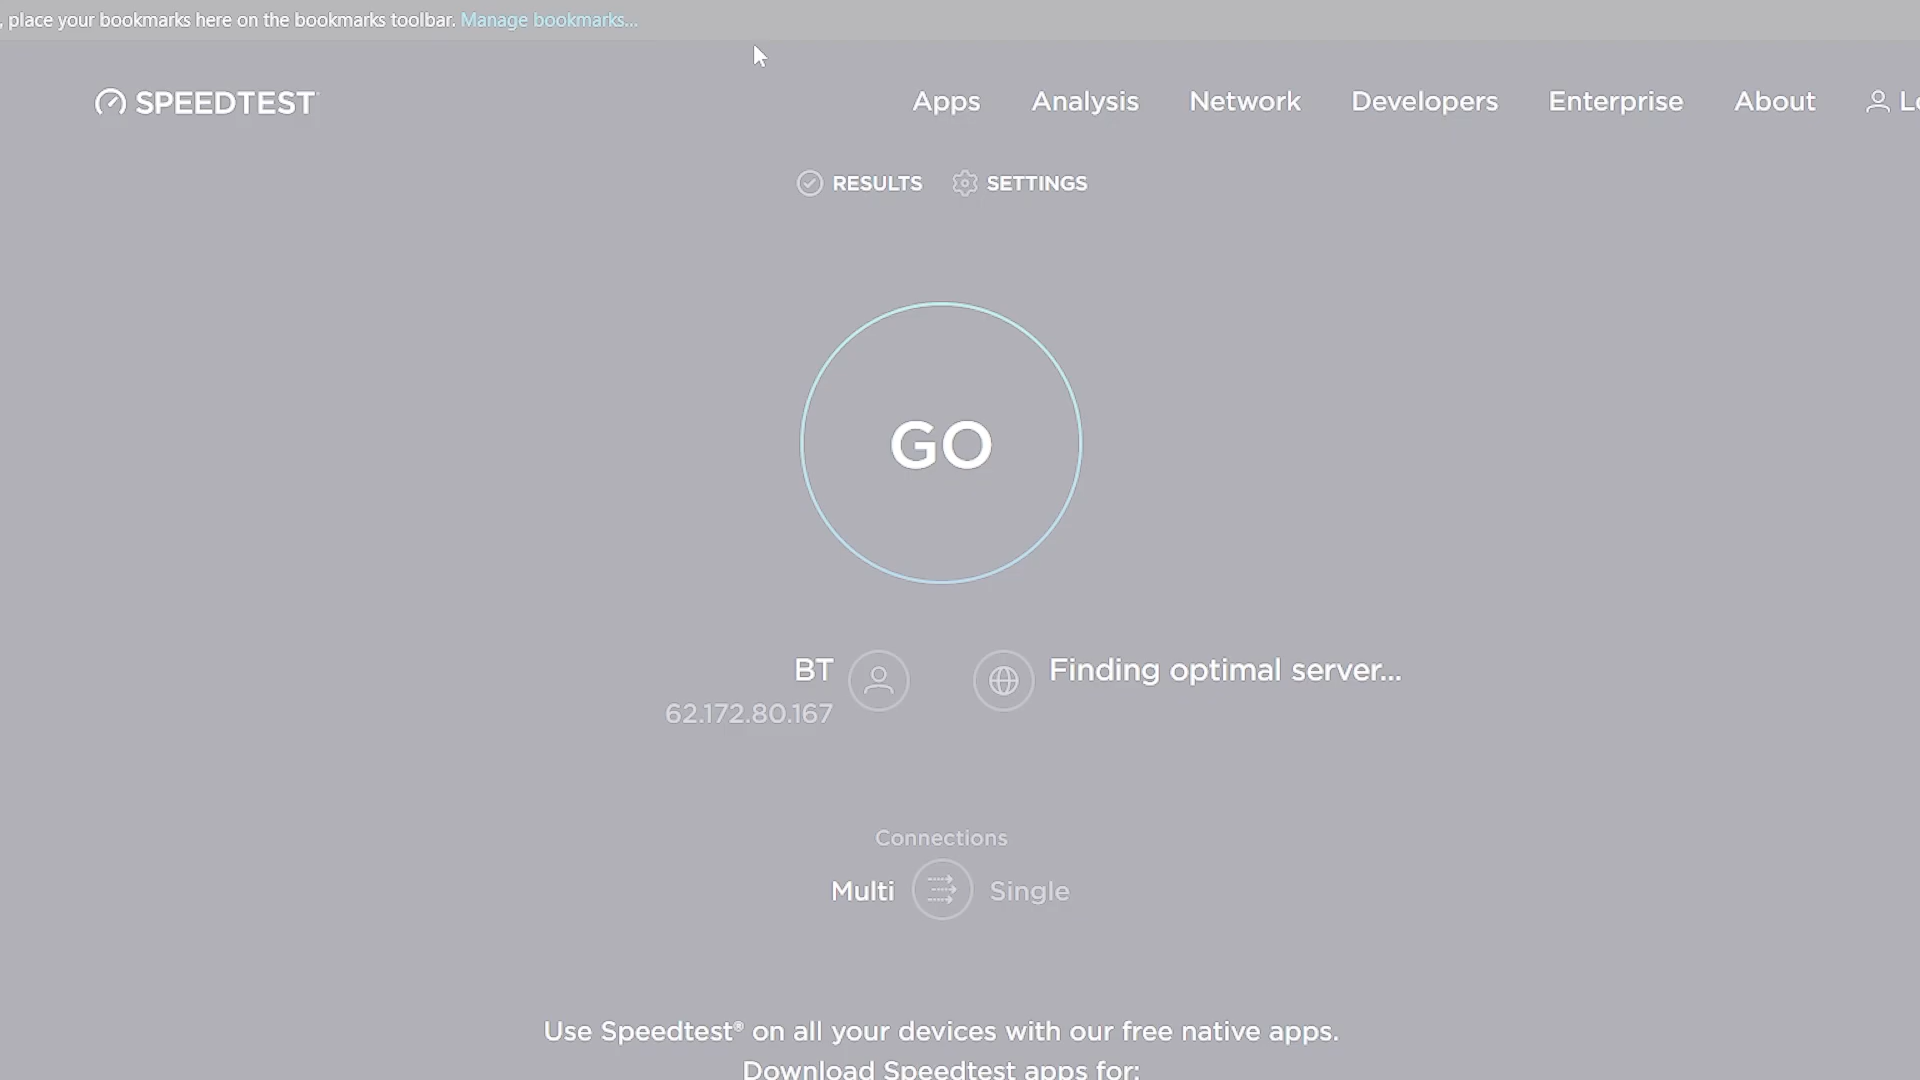 , place your bookmarks here on the bookmarks toolbar. Manage bookmarks...
SPEEDTEST
Apps Analysis Network Developers Enterprise About
RESULTS SETTINGS
GO
BT
62.172.80.167
Finding optimal server...
Connections
Multi Single
Use Speedtest® on all your devices with our free native apps.
Download Speedtest apps for: